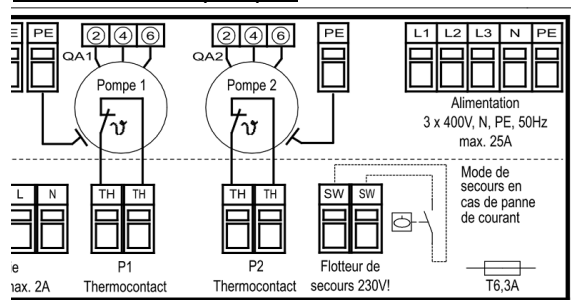 PE PE L1 L2 L3 N PE
2 4 6 2 4 6
QA1 QA2
Pompe 1 Pompe 2
ϑ ϑ
Alimentation
3 x 400V, N, PE, 50Hz
max. 25A
L N TH TH TH TH SW SW
Mode de
secours en
cas de panne
de courant
P1 P2 Flotteur de
max. 2A Thermocontact Thermocontact secours 230V! T6,3A